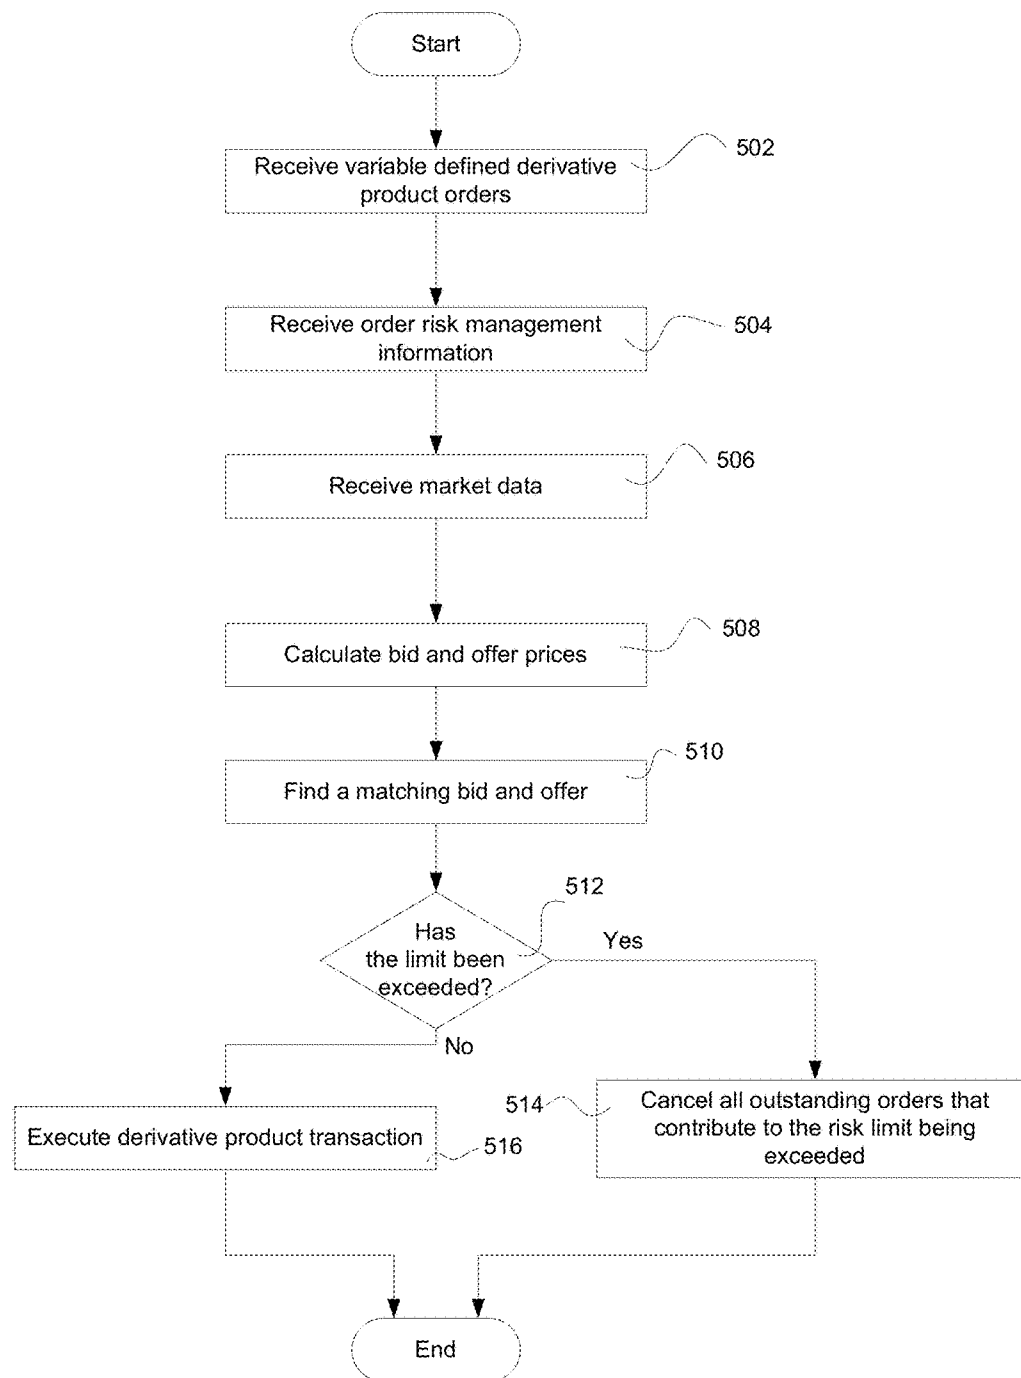 Start
Receive variable defined derivative
product orders
502
Receive order risk management
information
504
Receive market data
506
Calculate bid and offer prices
508
Find a matching bid and offer
510
Has
the limit been
exceeded?
512
Yes
No
Execute derivative product transaction
516
514
Cancel all outstanding orders that
contribute to the risk limit being
exceeded
End